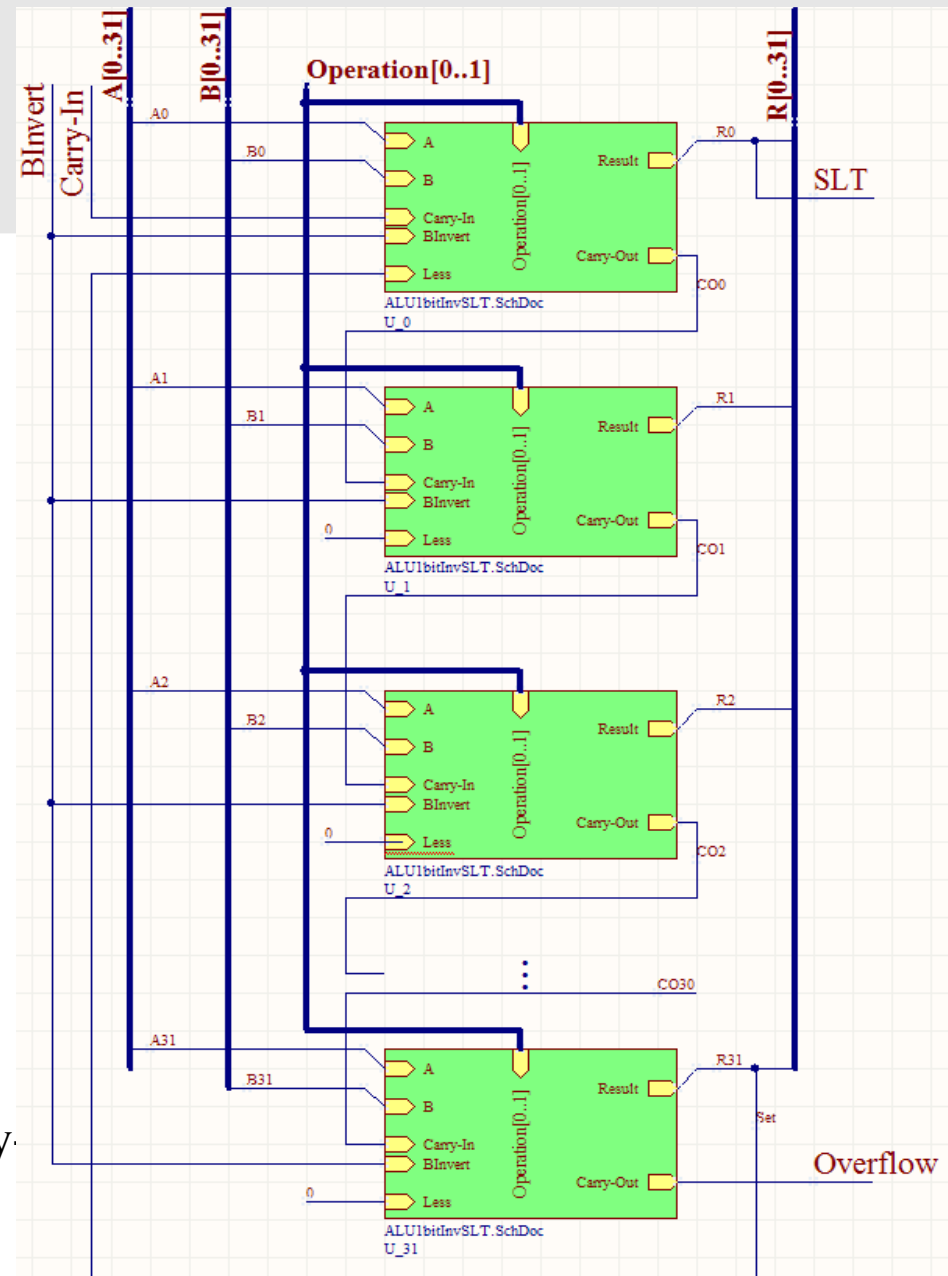 BInvert
Carry-In
A[0..31]
B[0..31]
Operation[0..1]
R[0..31]
A0
B0
A
B
Carry-In
BInvert
Less
Operation[0..1]
Result
Carry-Out
R0
SLT
CO0
ALU1bitInvSLT.SchDoc
U_0
A1
B1
0
A
B
Carry-In
BInvert
Less
Operation[0..1]
Result
Carry-Out
R1
CO1
ALU1bitInvSLT.SchDoc
U_1
A2
B2
0
A
B
Carry-In
BInvert
Less
Operation[0..1]
Result
Carry-Out
R2
CO2
ALU1bitInvSLT.SchDoc
U_2
CO30
A31
B31
0
A
B
Carry-In
BInvert
Less
Operation[0..1]
Result
Carry-Out
R31
Set
Overflow
ALU1bitInvSLT.SchDoc
U_31